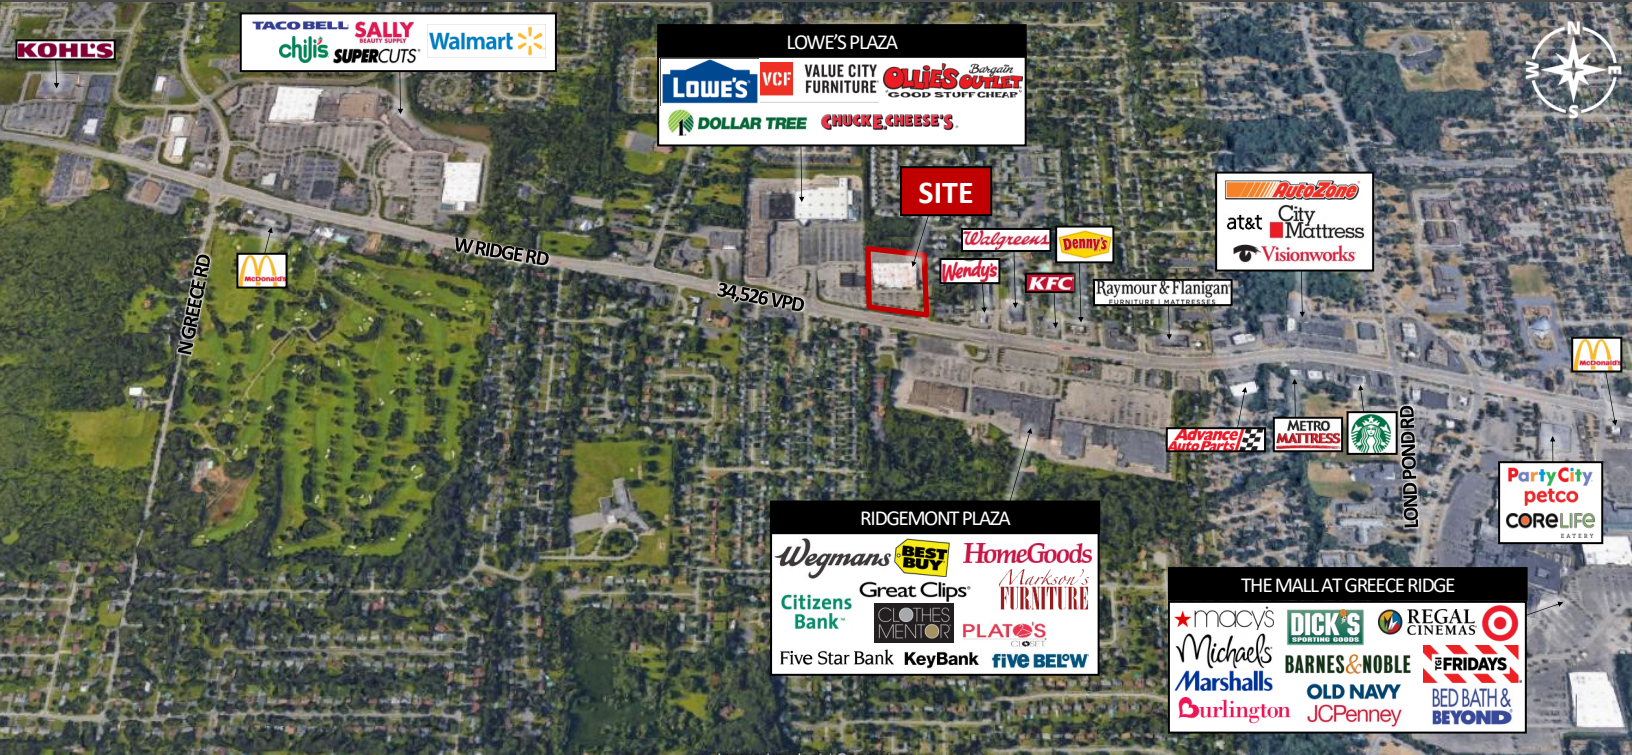 KOHL'S
TACO BELL
SALLY
BEAUTY SUPPLY
chili's
SUPERCUTS
Walmart
LOWE'S PLAZA
LOWE'S
VCF
VALUE CITY
FURNITURE
OLLIE'S
Bargain
OUTLET
"GOOD STUFF CHEAP"
DOLLAR TREE
CHUCK E. CHEESE'S
N
W
E
S
SITE
AutoZone
at&t
City
Mattress
Visionworks
Walgreens
Denny's
Wendy's
KFC
Raymour & Flanigan
FURNITURE | MATTRESSES
McDonald's
N GREECE RD
W RIDGE RD
34,526 VPD
McDonald's
Advance
Auto Parts
METRO
MATTRESS
LOND POND RD
Party City
petco
CORELIFE
EATERY
RIDGEMONT PLAZA
Wegmans
BEST
BUY
HomeGoods
Great Clips
Markson's
FURNITURE
Citizens
Bank
CLOTHES
MENTOR
PLATO'S
CLOSET
Five Star Bank
KeyBank
five BELOW
THE MALL AT GREECE RIDGE
macy's
DICK'S
SPORTING GOODS
REGAL
CINEMAS
Michaels
BARNES & NOBLE
TGI
FRIDAYS
Marshalls
OLD NAVY
BED BATH &
BEYOND
Burlington
JCPenney